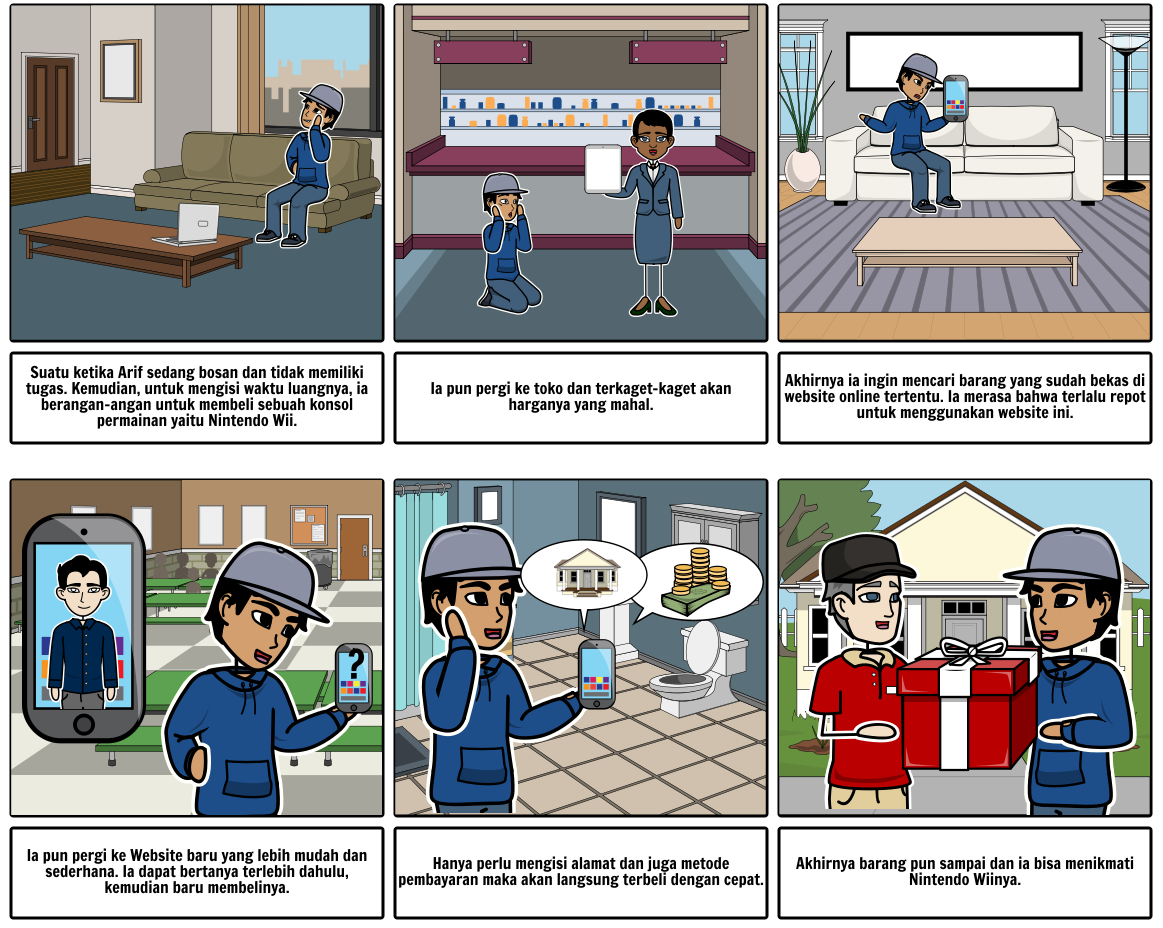 Suatu ketika Arif sedang bosan dan tidak memiliki
tugas. Kemudian, untuk mengisi waktu luangnya, ia
berangan-angan untuk membeli sebuah konsol
permainan yaitu Nintendo Wii.
Ia pun pergi ke toko dan terkaget-kaget akan
harganya yang mahal.
Akhirnya ia ingin mencari barang yang sudah bekas di
website online tertentu. Ia merasa bahwa terlalu repot
untuk menggunakan website ini.
?
Ia pun pergi ke Website baru yang lebih mudah dan
sederhana. Ia dapat bertanya terlebih dahulu,
kemudian baru membelinya.
Hanya perlu mengisi alamat dan juga metode
pembayaran maka akan langsung terbeli dengan cepat.
Akhirnya barang pun sampai dan ia bisa menikmati
Nintendo Wiinya.